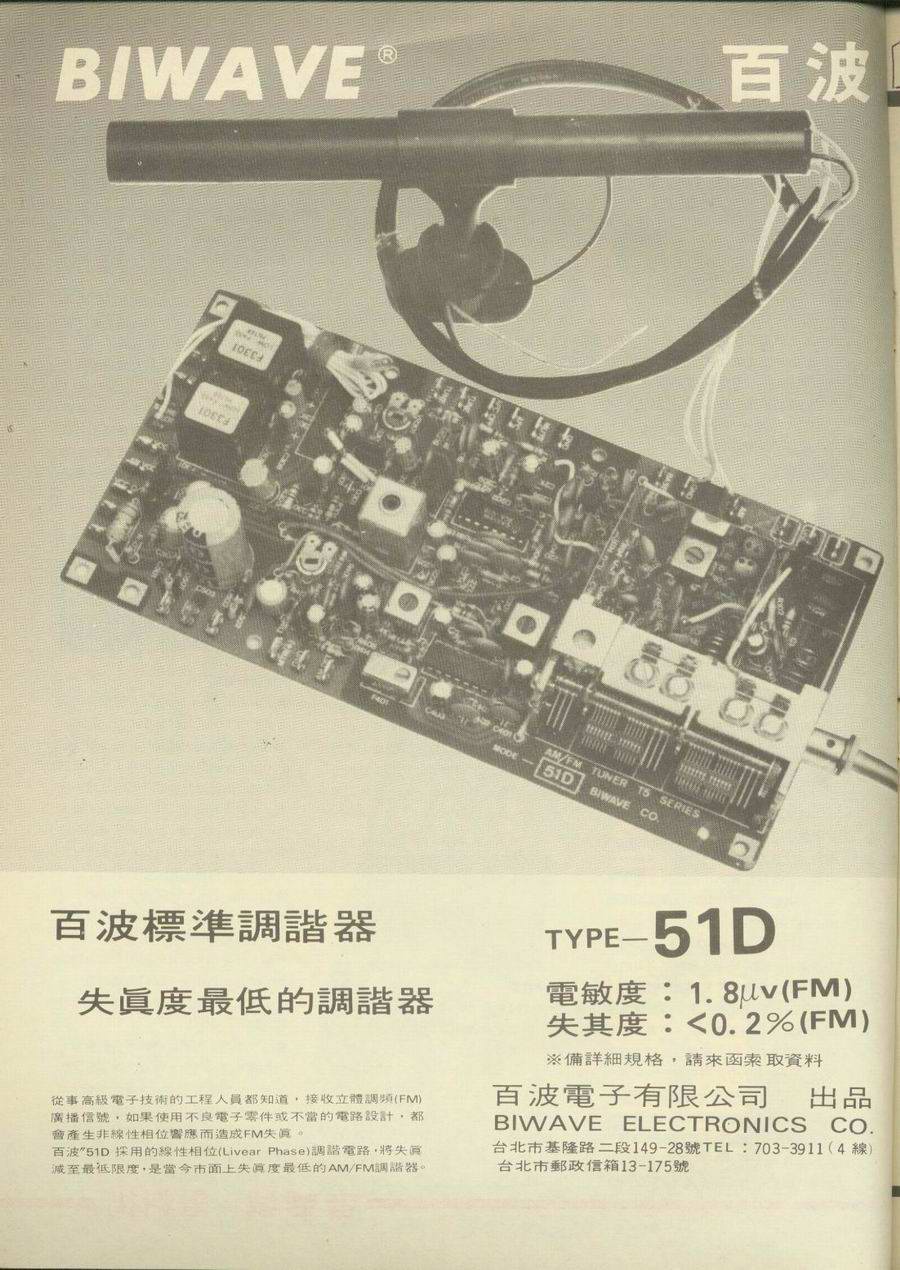 BIWAVE®
百波
F3301
F3301
F401
C403
C401
MODE — 51D
AM/FM TUNER T5 SERIES
BIWAVE CO.
百波標準調諧器
失眞度最低的調諧器
TYPE—51D
電敏度：1.8μv(FM)
失其度：<0.2%(FM)
※備詳細規格，請來函索取資料
從事高級電子技術的工程人員都知道，接收立體調頻(FM)
廣播信號，如果使用不良電子零件或不當的電路設計，都
會產生非線性相位響應而造成FM失眞。
百波"51D 採用的線性相位(Livear Phase)調諧電路，將失眞
減至最低限度，是當今市面上失眞度最低的AM/FM調諧器。
百波電子有限公司 出品
BIWAVE ELECTRONICS CO.
台北市基隆路二段149-28號TEL：703-3911(4線)
台北市郵政信箱13-175號